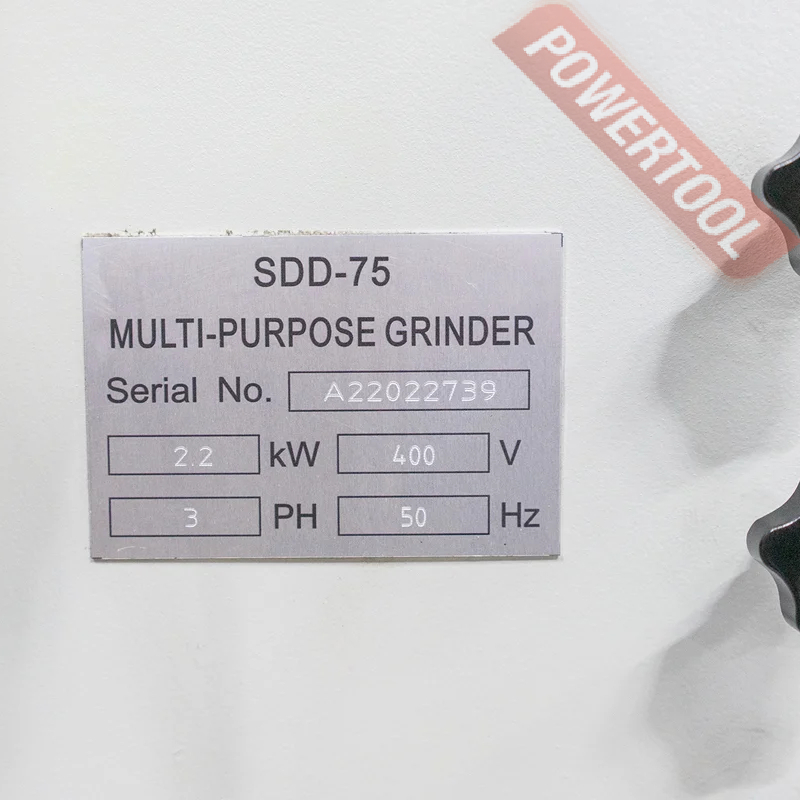 POWERTOOL
SDD-75
MULTI-PURPOSE GRINDER
Serial No. A22022739
2.2 kW 400 V
3 PH 50 Hz